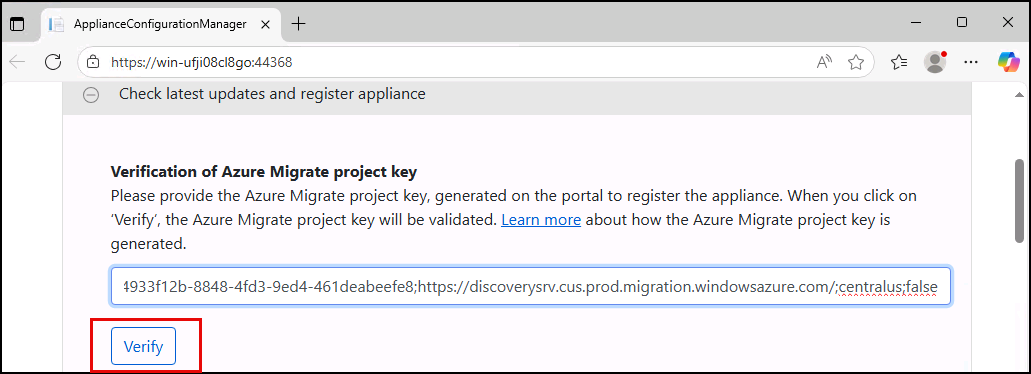 ApplianceConfigurationManager
https://win-ufji08cl8go:44368
Check latest updates and register appliance
Verification of Azure Migrate project key
Please provide the Azure Migrate project key, generated on the portal to register the appliance. When you click on
‘Verify’, the Azure Migrate project key will be validated. Learn more about how the Azure Migrate project key is
generated.
4933f12b-8848-4fd3-9ed4-461deabeefe8;https://discoverysrv.cus.prod.migration.windowsazure.com/;centralus;false
Verify